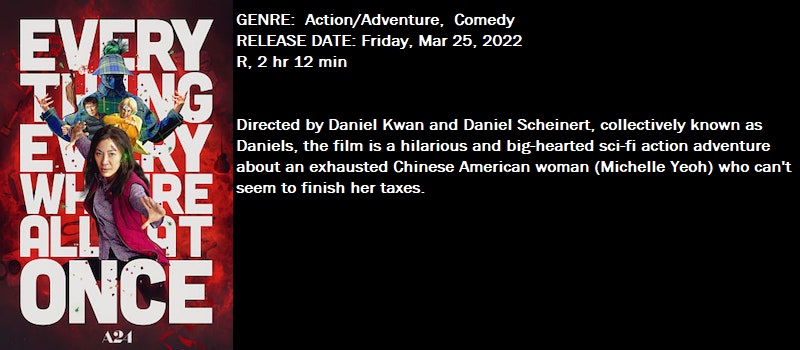 EVERY
THING
EVERY
WHERE
ALL AT
ONCE
A24
GENRE:  Action/Adventure,  Comedy
RELEASE DATE: Friday, Mar 25, 2022
R, 2 hr 12 min
Directed by Daniel Kwan and Daniel Scheinert, collectively known as
Daniels, the film is a hilarious and big-hearted sci-fi action adventure
about an exhausted Chinese American woman (Michelle Yeoh) who can't
seem to finish her taxes.